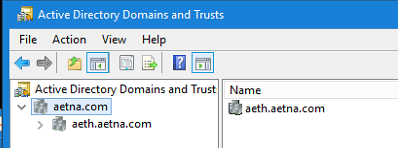 Active Directory Domains and Trusts
File Action View Help
Active Directory Domains and Trusts
Name
aetna.com
aeth.aetna.com
aeth.aetna.com